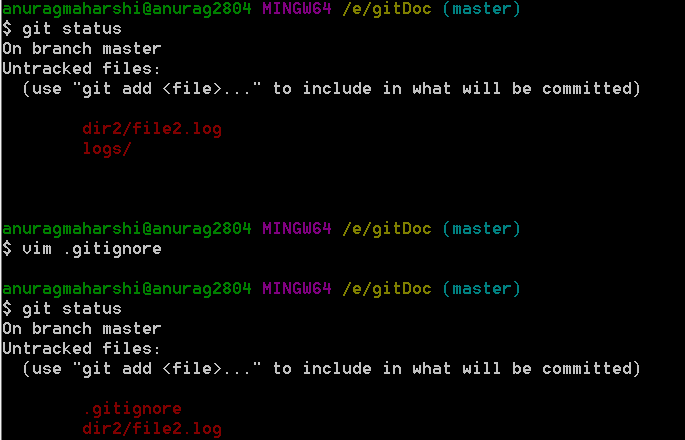 anuragmaharshi@anurag2804 MINGW64 /e/gitDoc (master)
$ git status
On branch master
Untracked files:
  (use "git add <file>..." to include in what will be committed)
        dir2/file2.log
        logs/
anuragmaharshi@anurag2804 MINGW64 /e/gitDoc (master)
$ vim .gitignore
anuragmaharshi@anurag2804 MINGW64 /e/gitDoc (master)
$ git status
On branch master
Untracked files:
  (use "git add <file>..." to include in what will be committed)
        .gitignore
        dir2/file2.log